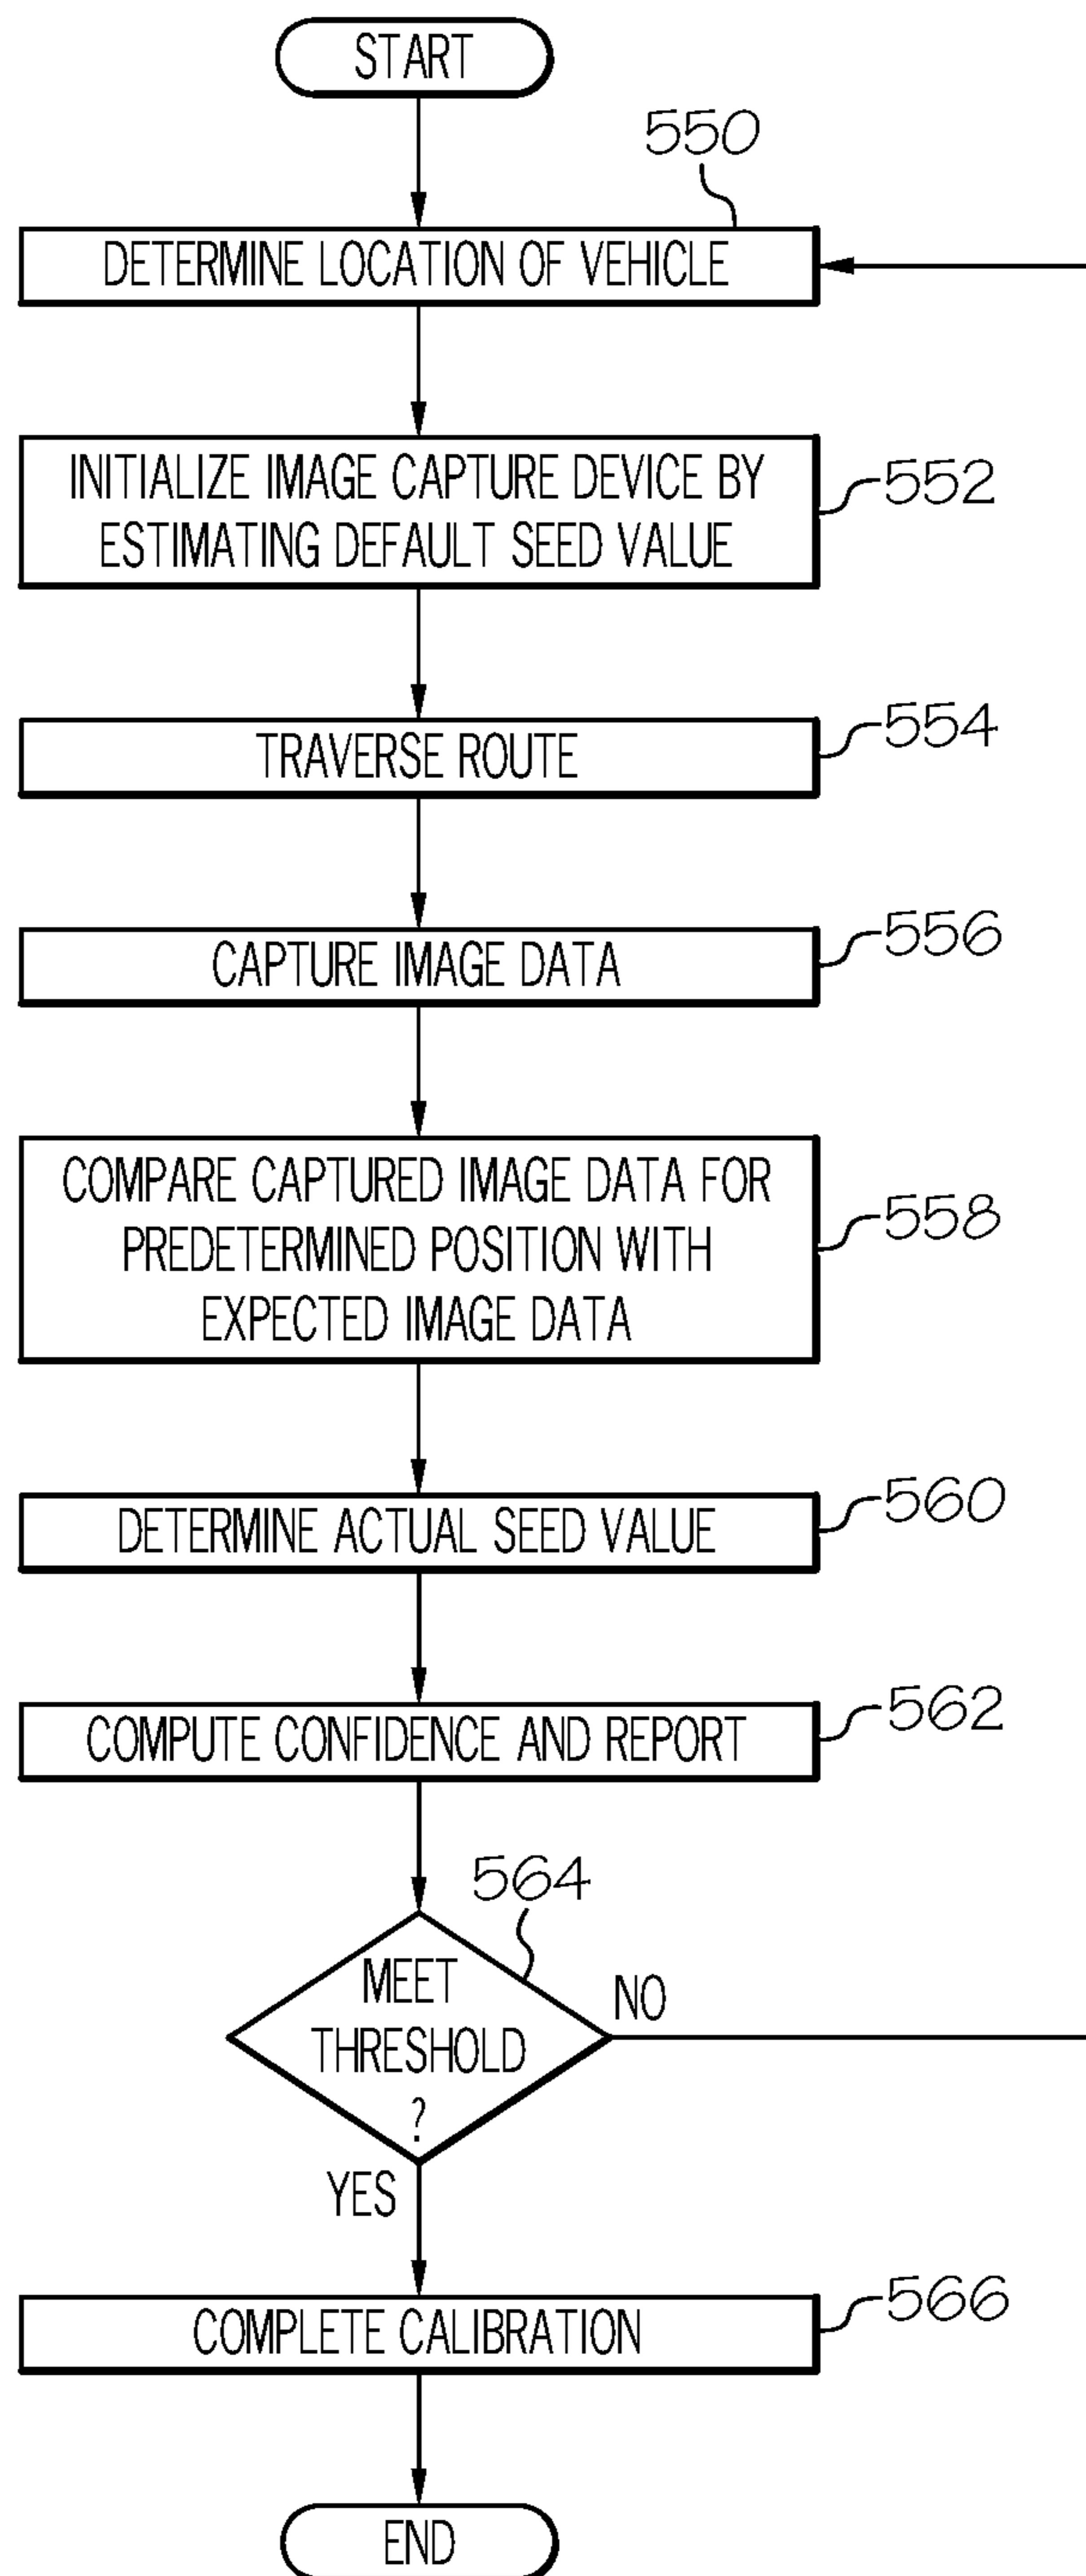 START
550
DETERMINE LOCATION OF VEHICLE
INITIALIZE IMAGE CAPTURE DEVICE BY
ESTIMATING DEFAULT SEED VALUE
552
TRAVERSE ROUTE
554
CAPTURE IMAGE DATA
556
COMPARE CAPTURED IMAGE DATA FOR
PREDETERMINED POSITION WITH
EXPECTED IMAGE DATA
558
DETERMINE ACTUAL SEED VALUE
560
COMPUTE CONFIDENCE AND REPORT
562
564
MEET
THRESHOLD
?
NO
YES
COMPLETE CALIBRATION
566
END